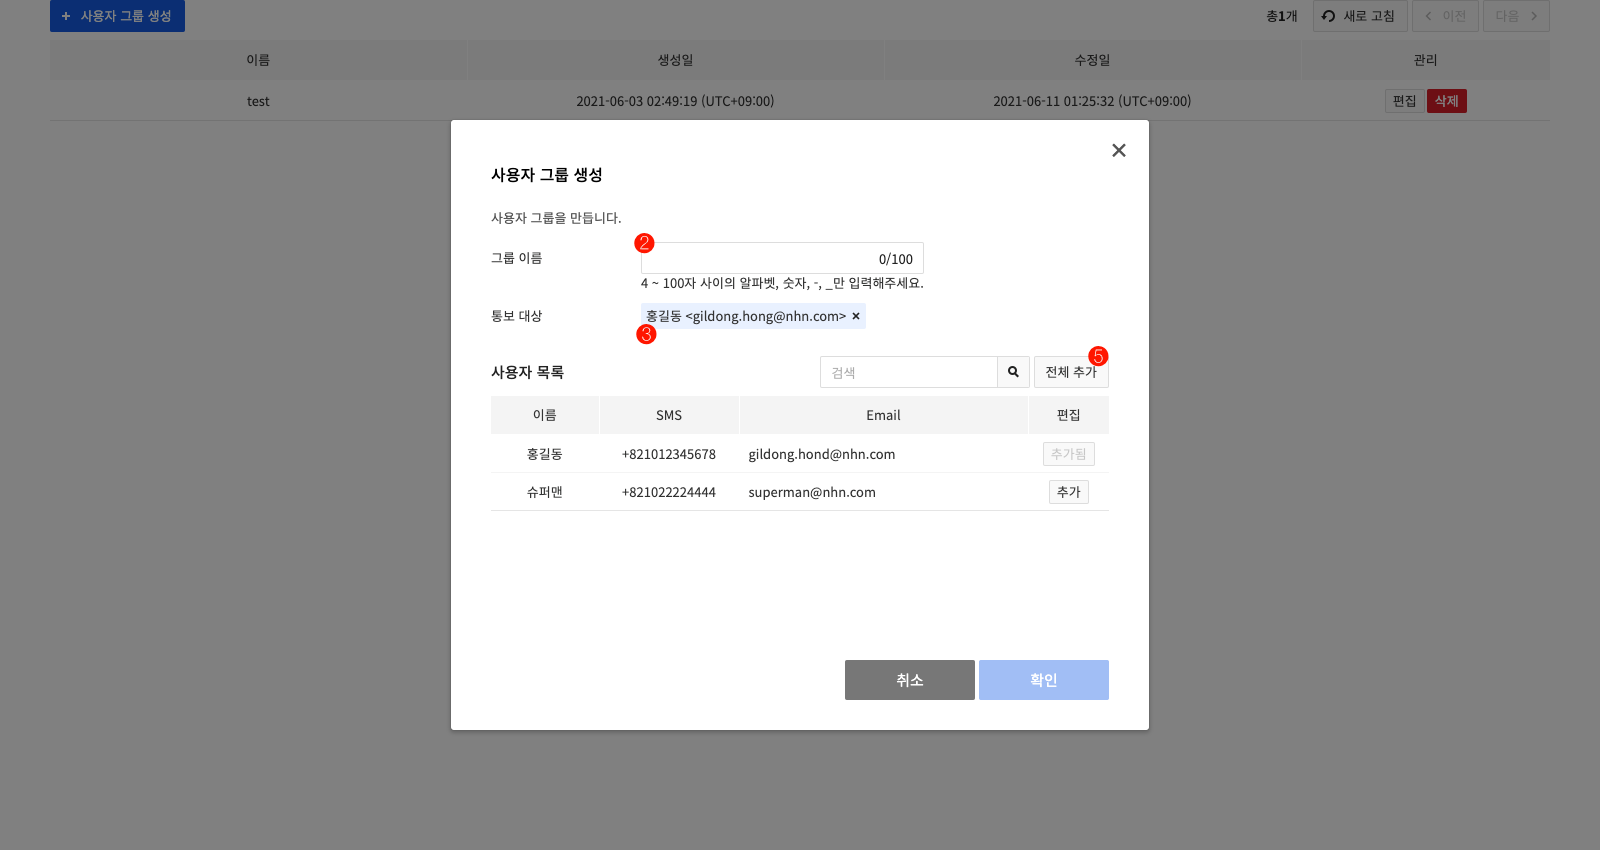 + 사용자 그룹 생성
총1개
새로 고침
이전
다음
이름 생성일 수정일 관리
test 2021-06-03 02:49:19 (UTC+09:00) 2021-06-11 01:25:32 (UTC+09:00) 편집 삭제
사용자 그룹 생성
사용자 그룹을 만듭니다.
2
그룹 이름 0/100
4 ~ 100자 사이의 알파벳, 숫자, -, _만 입력해주세요.
통보 대상 홍길동 <gildong.hong@nhn.com> ×
3
5
사용자 목록 검색 전체 추가
이름 SMS Email 편집
홍길동 +821012345678 gildong.hond@nhn.com 추가됨
슈퍼맨 +821022224444 superman@nhn.com 추가
취소 확인